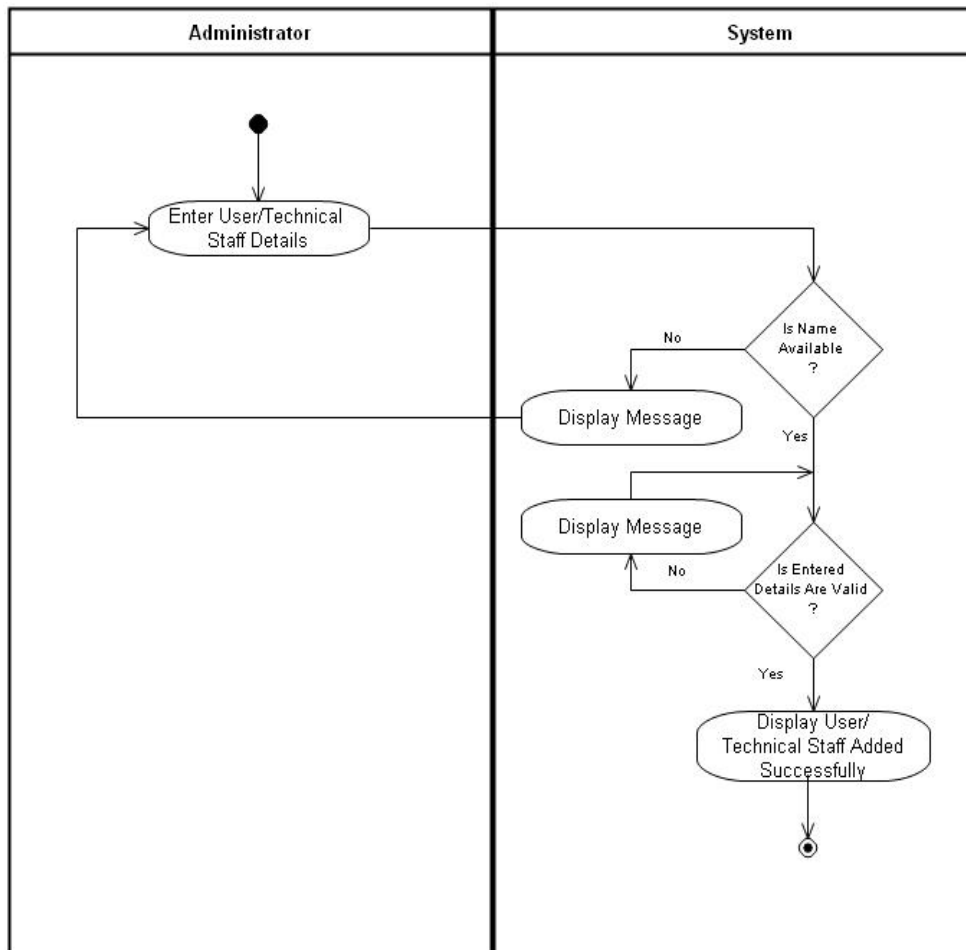 Administrator
System
Enter User/Technical
Staff Details
Is Name
Available
?
No
Display Message
Yes
Display Message
No
Is Entered
Details Are Valid
?
Yes
Display User/
Technical Staff Added
Successfully